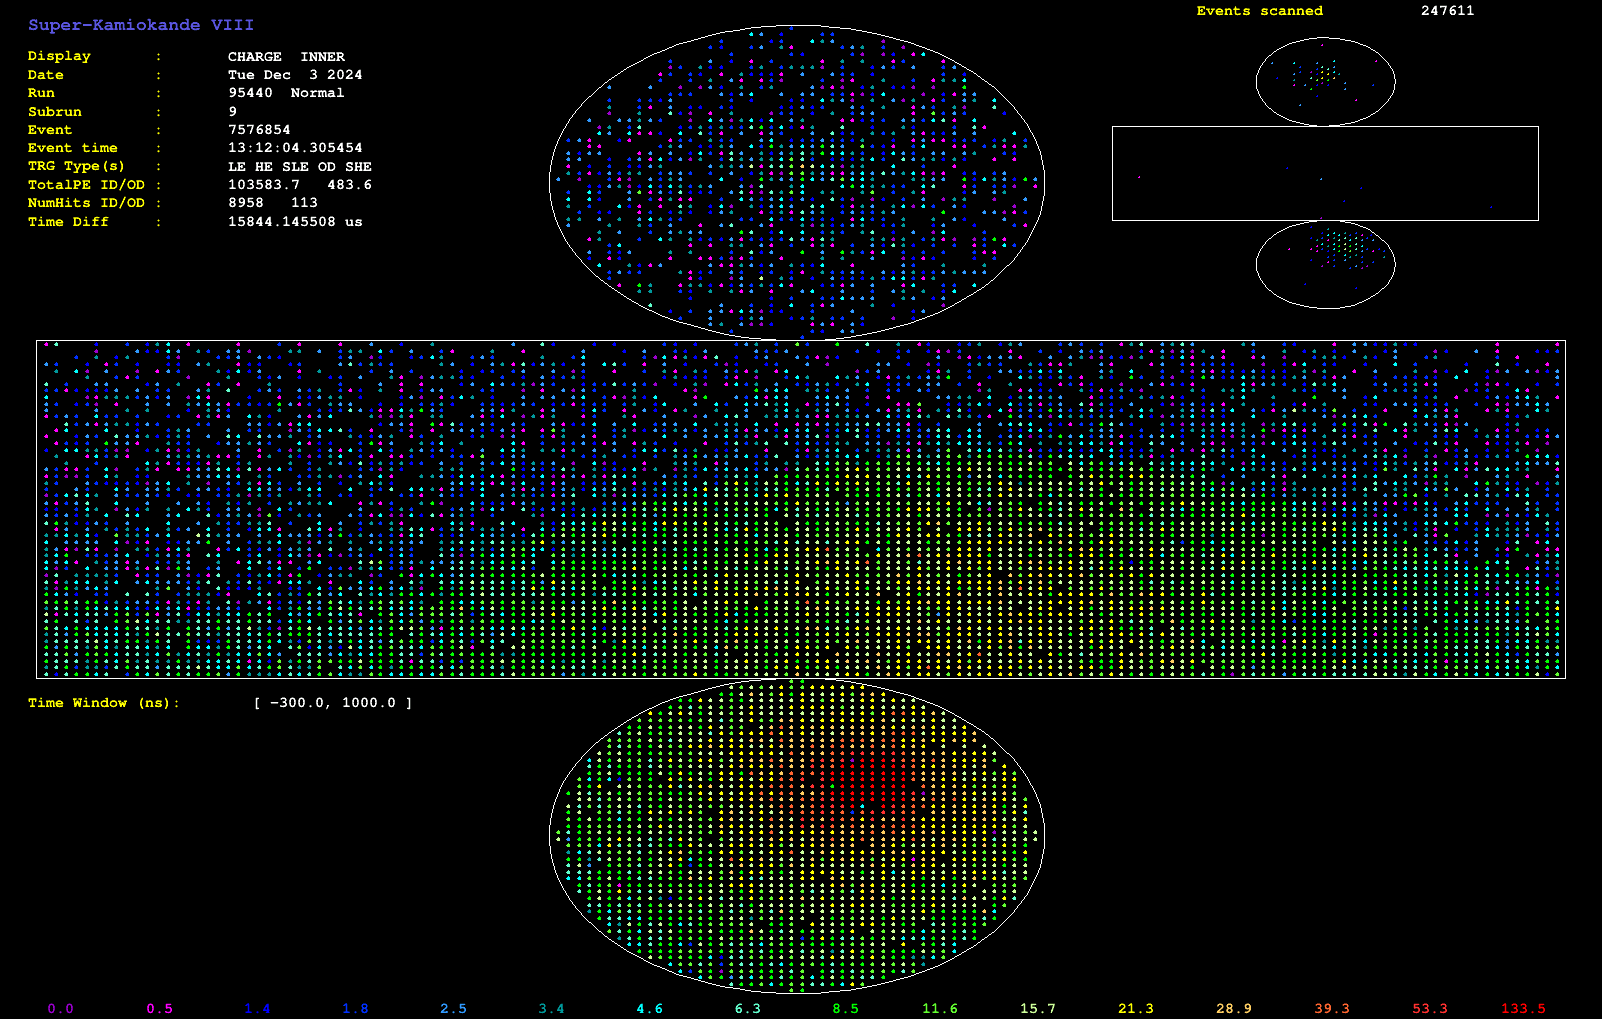 Super-Kamiokande VIII
Events scanned 247611
Display : CHARGE INNER
Date : Tue Dec 3 2024
Run : 95440 Normal
Subrun : 9
Event : 7576854
Event time : 13:12:04.305454
TRG Type(s) : LE HE SLE OD SHE
TotalPE ID/OD : 103583.7 483.6
NumHits ID/OD : 8958 113
Time Diff : 15844.145508 us
Time Window (ns): [ -300.0, 1000.0 ]
0.0 0.5 1.4 1.8 2.5 3.4 4.6 6.3 8.5 11.6 15.7 21.3 28.9 39.3 53.3 133.5